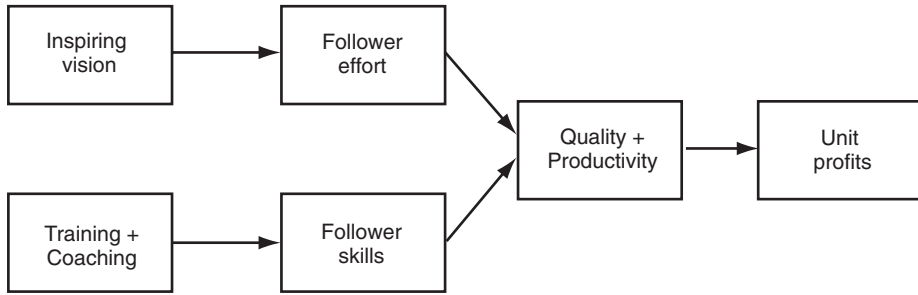 Inspiring
vision
Follower
effort
Quality +
Productivity
Unit
profits
Training +
Coaching
Follower
skills